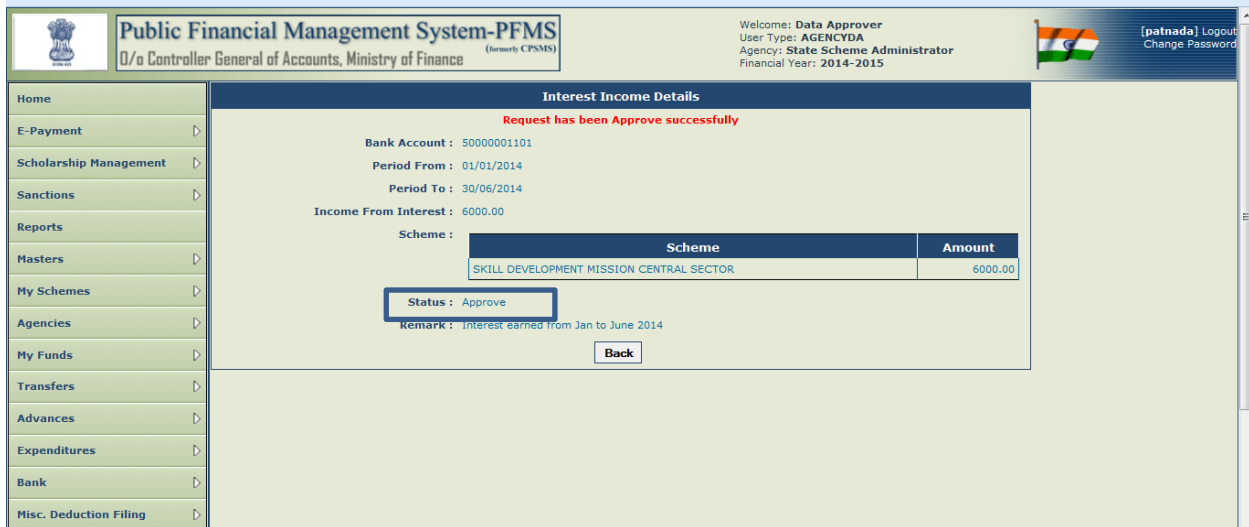 Public Financial Management System-PFMS
(formerly CPSMS)
O/o Controller General of Accounts, Ministry of Finance
Welcome: Data Approver
User Type: AGENCYDA
Agency: State Scheme Administrator
Financial Year: 2014-2015
[patnada] Logout
Change Password
Home
E-Payment
Scholarship Management
Sanctions
Reports
Masters
My Schemes
Agencies
My Funds
Transfers
Advances
Expenditures
Bank
Misc. Deduction Filing
Interest Income Details
Request has been Approve successfully
Bank Account : 50000001101
Period From : 01/01/2014
Period To : 30/06/2014
Income From Interest : 6000.00
Scheme :
Scheme Amount
SKILL DEVELOPMENT MISSION CENTRAL SECTOR 6000.00
Status : Approve
Remark : Interest earned from Jan to June 2014
Back